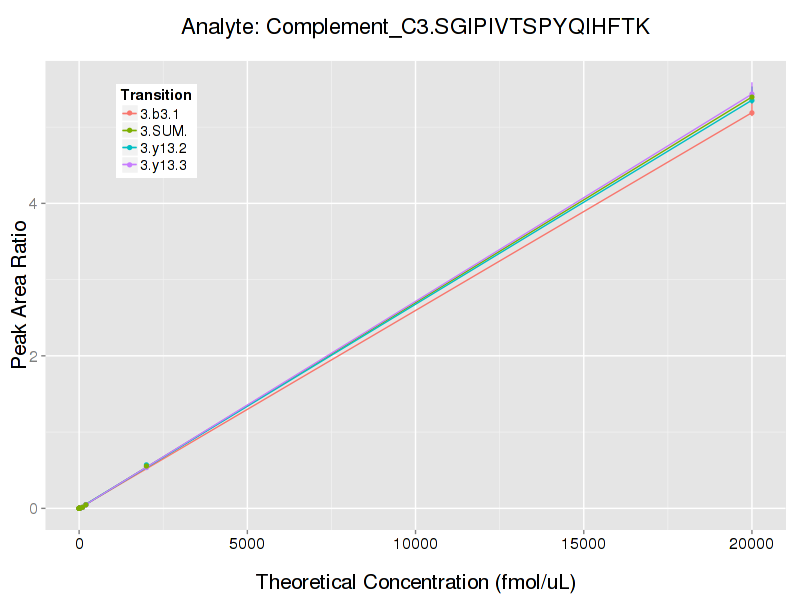 Analyte: Complement_C3.SGIPIVTSPYQIHFTK
Transition
3.b3.1
3.SUM.
3.y13.2
3.y13.3
Peak Area Ratio
4
2
0
0
5000
10000
15000
20000
Theoretical Concentration (fmol/uL)